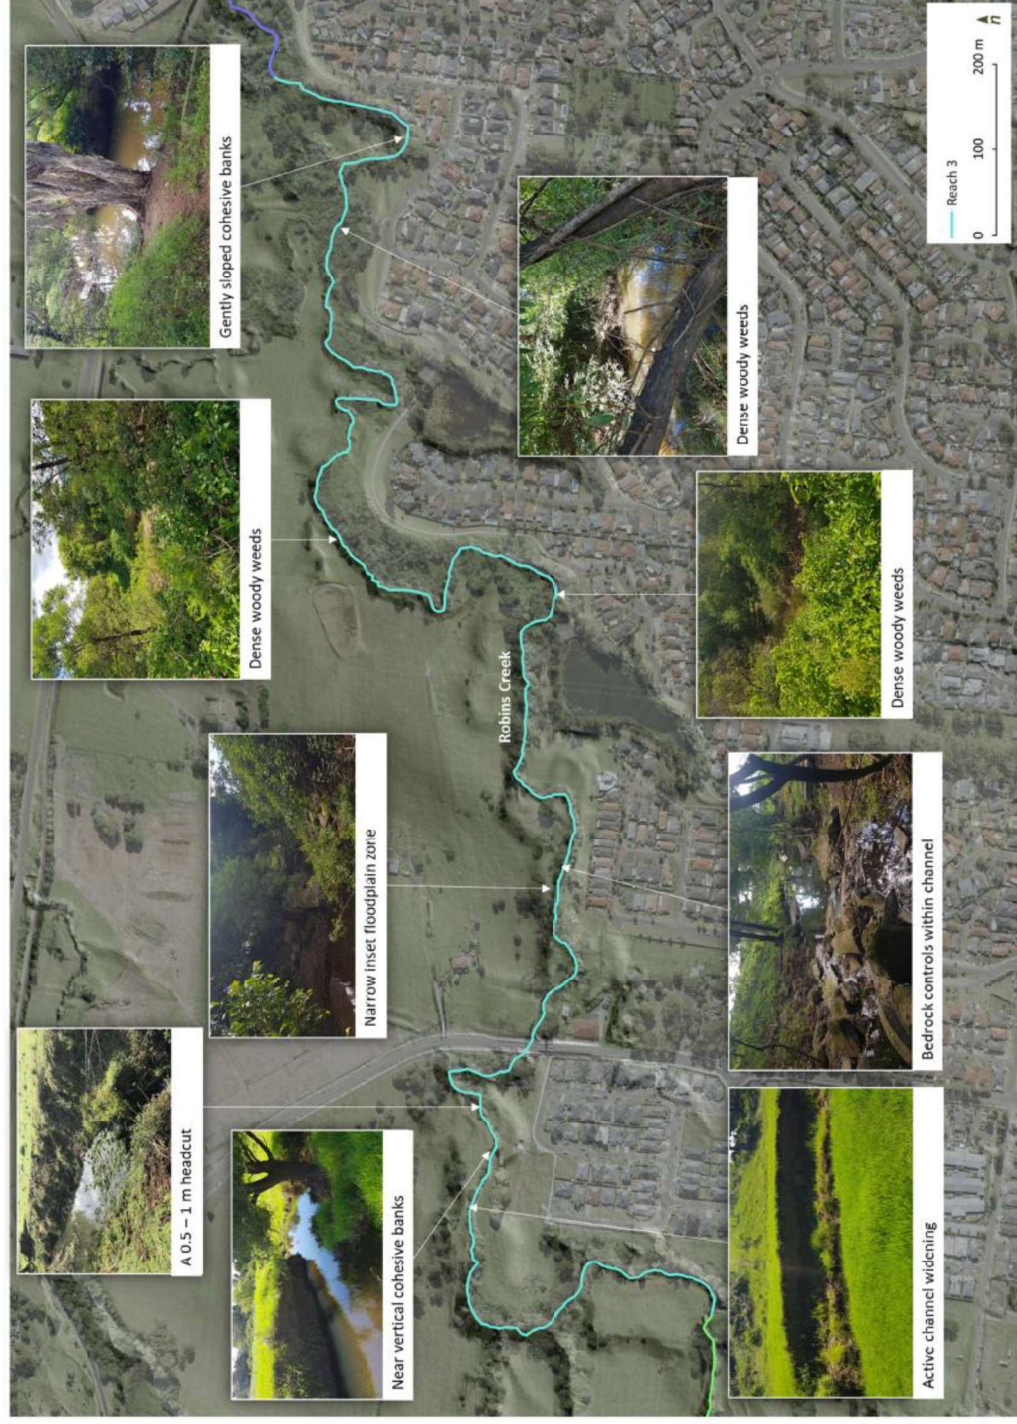 A 0.5 – 1 m headcut
Narrow inset floodplain zone
Dense woody weeds
Gently sloped cohesive banks
Near vertical cohesive banks
Robins Creek
Dense woody weeds
Active channel widening
Bedrock controls within channel
Dense woody weeds
Reach 3
0 100 200 m
n